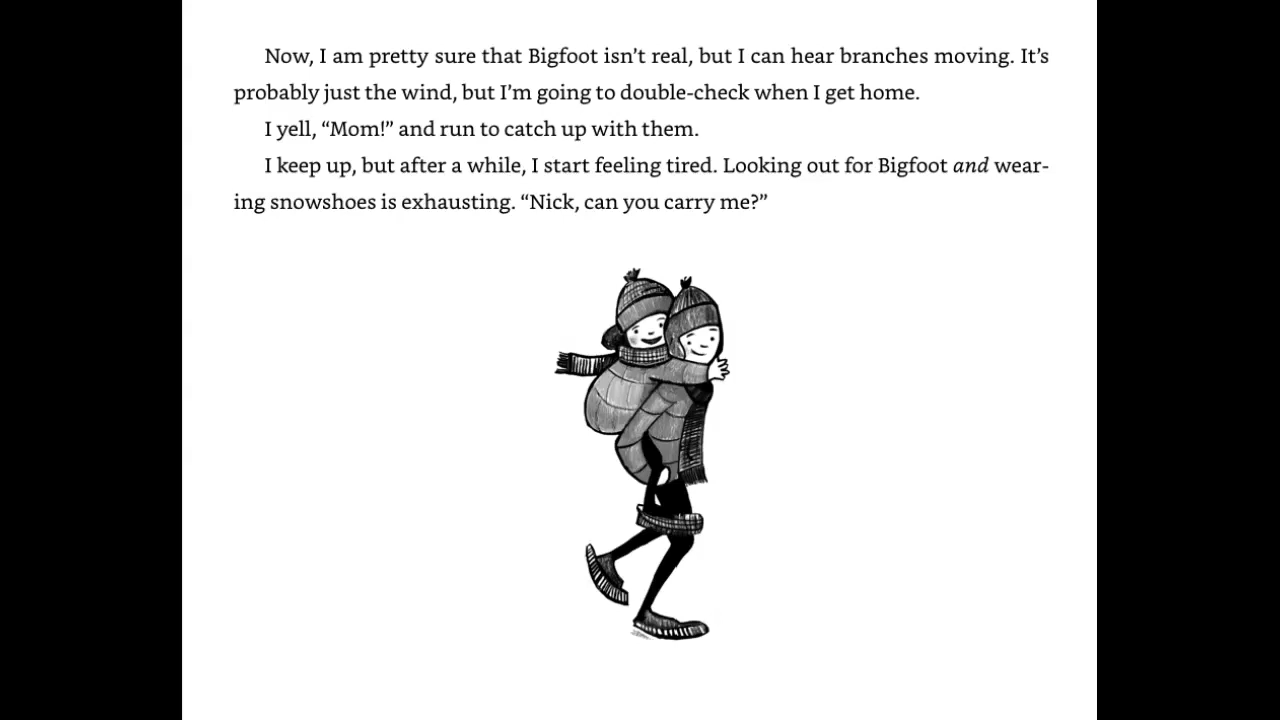 Now, I am pretty sure that Bigfoot isn’t real, but I can hear branches moving. It’s
probably just the wind, but I’m going to double-check when I get home.
I yell, “Mom!” and run to catch up with them.
I keep up, but after a while, I start feeling tired. Looking out for Bigfoot and wear-
ing snowshoes is exhausting. “Nick, can you carry me?”